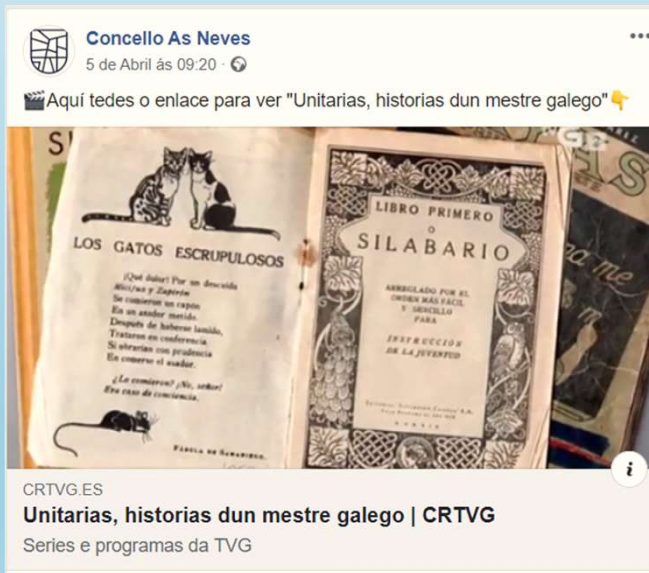 Concello As Neves
5 de Abril ás 09:20 ·
Aquí tedes o enlace para ver "Unitarias, historias dun mestre galego"
LOS GATOS ESCRUPULOSOS
¡Qué dolor! Por un descuido
Micifuz y Zapirón
Se comieron un capón
En un asador metido.
Después de haberse lamido,
Trataron en conferencia
Si obrarían con prudencia
En comerse el asador.
¿Lo comieron? ¡No, señor!
Era caso de conciencia.
FÁBULA DE SAMANIEGO.
LIBRO PRIMERO
O
SILABARIO
ARREGLADO POR EL
ORDEN MÁS FÁCIL
Y SENCILLO
PARA
INSTRUCCIÓN
DE LA JUVENTUD
AS
CRTVG.ES
Unitarias, historias dun mestre galego | CRTVG
Series e programas da TVG